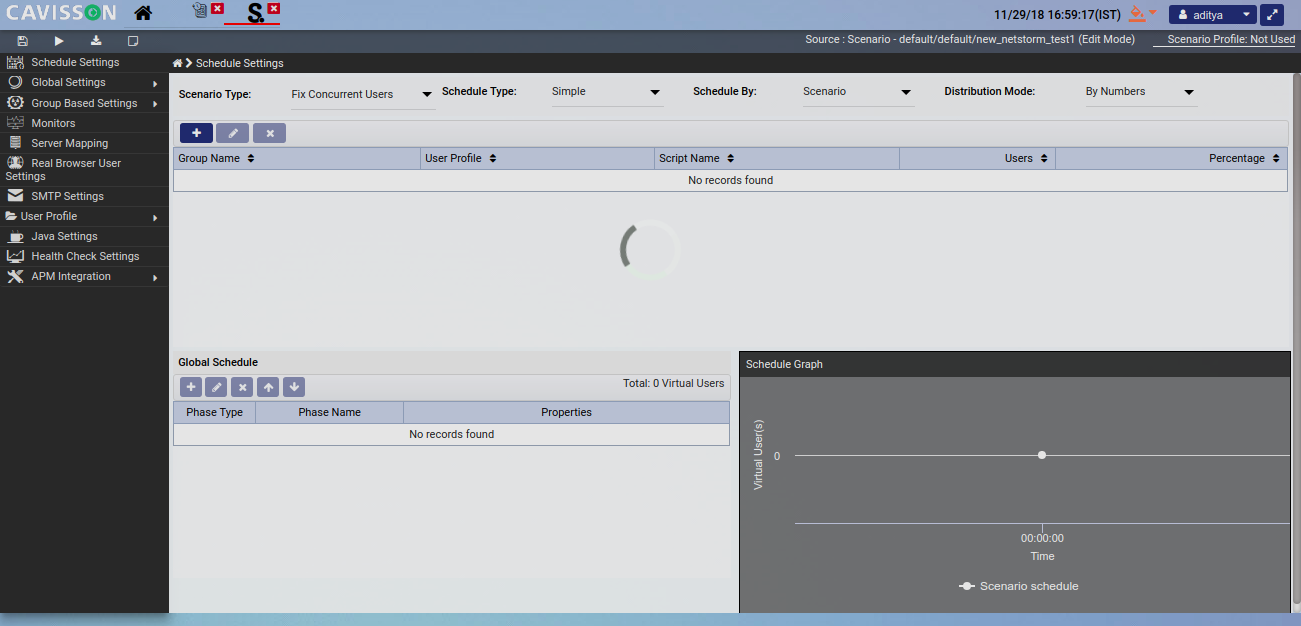 CAVISSON
S.
11/29/18 16:59:17(IST)
aditya
Source : Scenario - default/default/new_netstorm_test1 (Edit Mode)
Scenario Profile: Not Used
Schedule Settings
Global Settings
Group Based Settings
Monitors
Server Mapping
Real Browser User
Settings
SMTP Settings
User Profile
Java Settings
Health Check Settings
APM Integration
Schedule Settings
Scenario Type:
Fix Concurrent Users
Schedule Type:
Simple
Schedule By:
Scenario
Distribution Mode:
By Numbers
Group Name
User Profile
Script Name
Users
Percentage
No records found
Global Schedule
Total: 0 Virtual Users
Phase Type
Phase Name
Properties
No records found
Schedule Graph
Virtual User(s)
0
00:00:00
Time
Scenario schedule